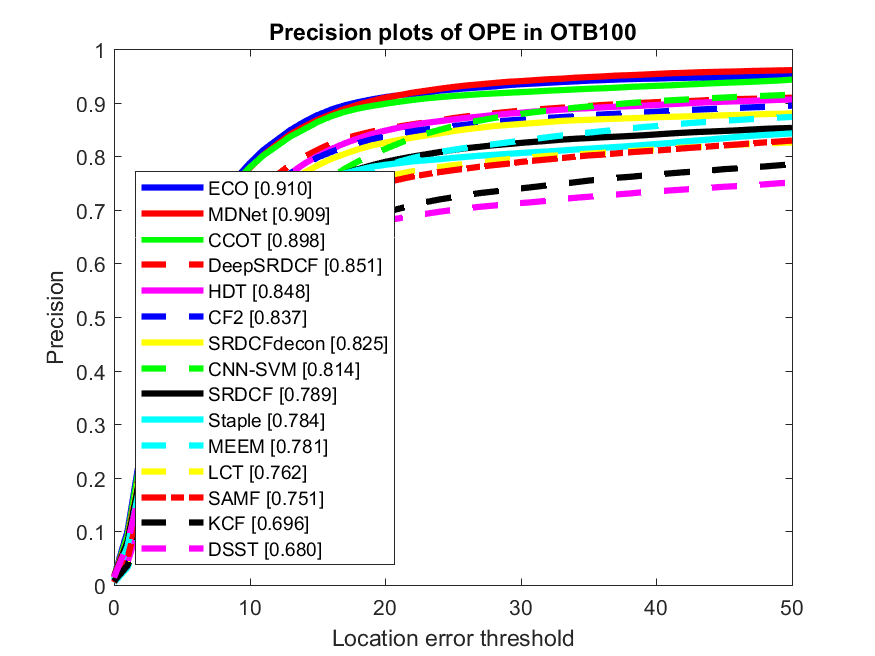 Precision plots of OPE in OTB100
1
0.9
0.8
0.7
0.6
0.5
0.4
0.3
0.2
0.1
0
Precision
ECO [0.910]
MDNet [0.909]
CCOT [0.898]
DeepSRDCF [0.851]
HDT [0.848]
CF2 [0.837]
SRDCFdecon [0.825]
CNN-SVM [0.814]
SRDCF [0.789]
Staple [0.784]
MEEM [0.781]
LCT [0.762]
SAMF [0.751]
KCF [0.696]
DSST [0.680]
0 10 20 30 40 50
Location error threshold